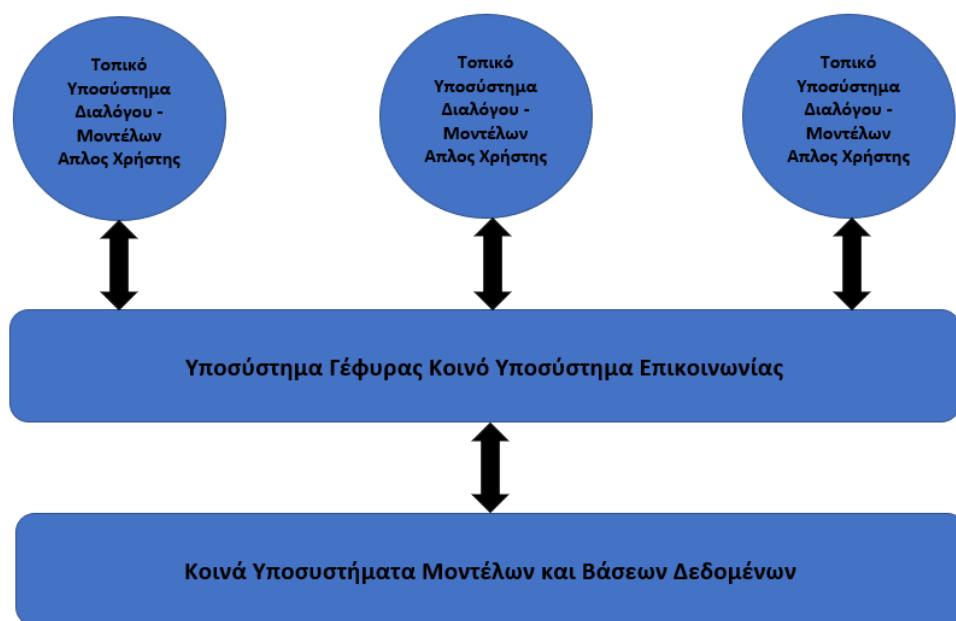 Τοπικό
Υποσύστημα
Διαλόγου -
Μοντέλων
Απλος Χρήστης
Τοπικό
Υποσύστημα
Διαλόγου -
Μοντέλων
Απλος Χρήστης
Τοπικό
Υποσύστημα
Διαλόγου -
Μοντέλων
Απλος Χρήστης
Υποσύστημα Γέφυρας Κοινό Υποσύστημα Επικοινωνίας
Κοινά Υποσυστήματα Μοντέλων και Βάσεων Δεδομένων